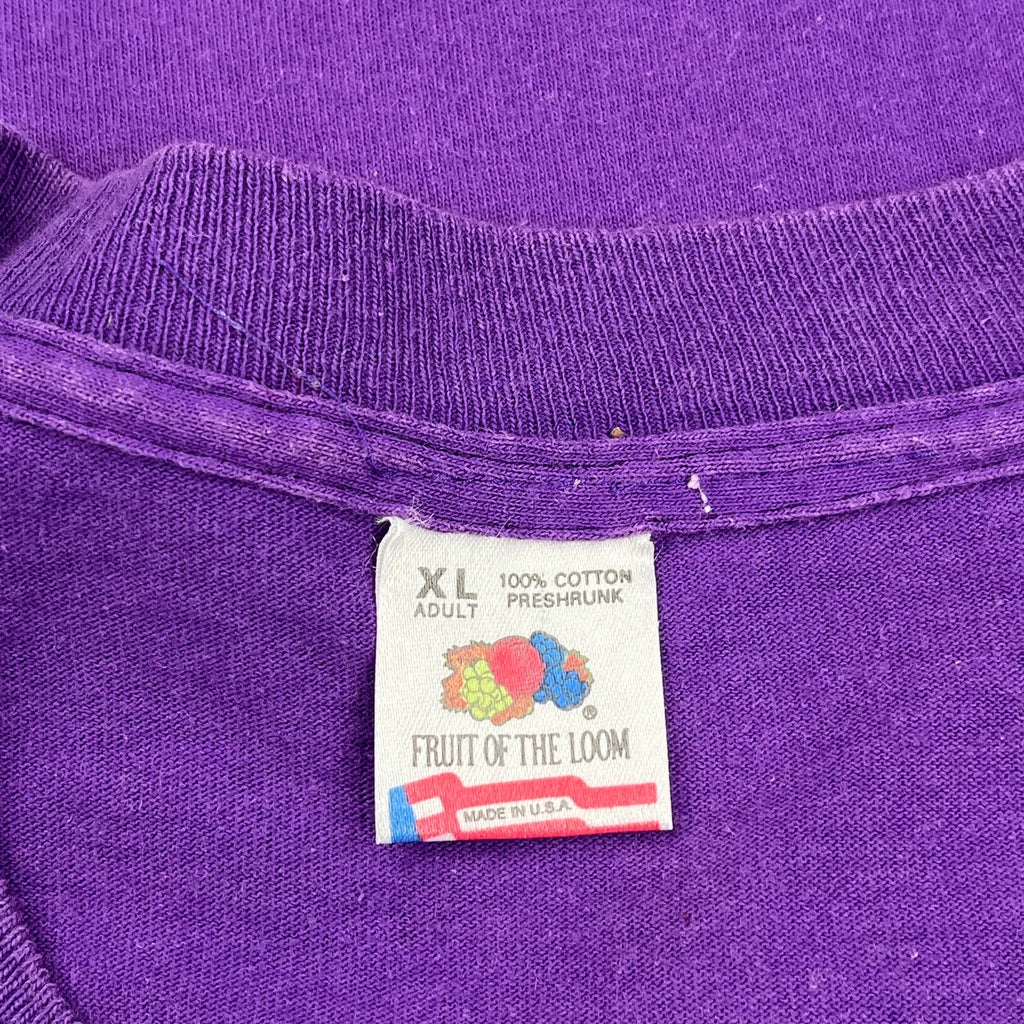 XL
ADULT
100% COTTON
PRESHRUNK
®
FRUIT OF THE LOOM
MADE IN U.S.A.